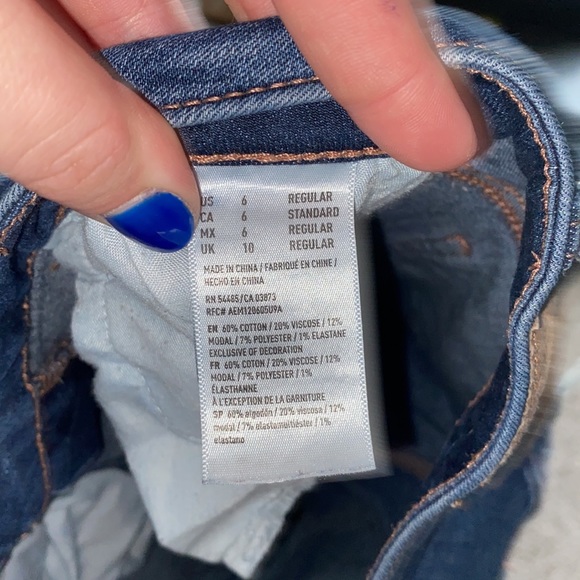 US 6 REGULAR
CA 6 STANDARD
MX 6 REGULAR
UK 10 REGULAR
MADE IN CHINA / FABRIQUÉ EN CHINE /
HECHO EN CHINA
RN 54485/CA 03873
RFC# AEM120605U9A
EN 60% COTTON / 20% VISCOSE / 12%
MODAL / 7% POLYESTER / 1% ELASTANE
EXCLUSIVE OF DECORATION
FR 60% COTTON / 20% VISCOSE / 12%
MODAL / 7% POLYESTER / 1%
ÉLASTHANNE
À L'EXCEPTION DE LA GARNITURE
SP 60% algodón / 20% viscosa / 12%
modal / 7% elastomultiéster / 1%
elastano